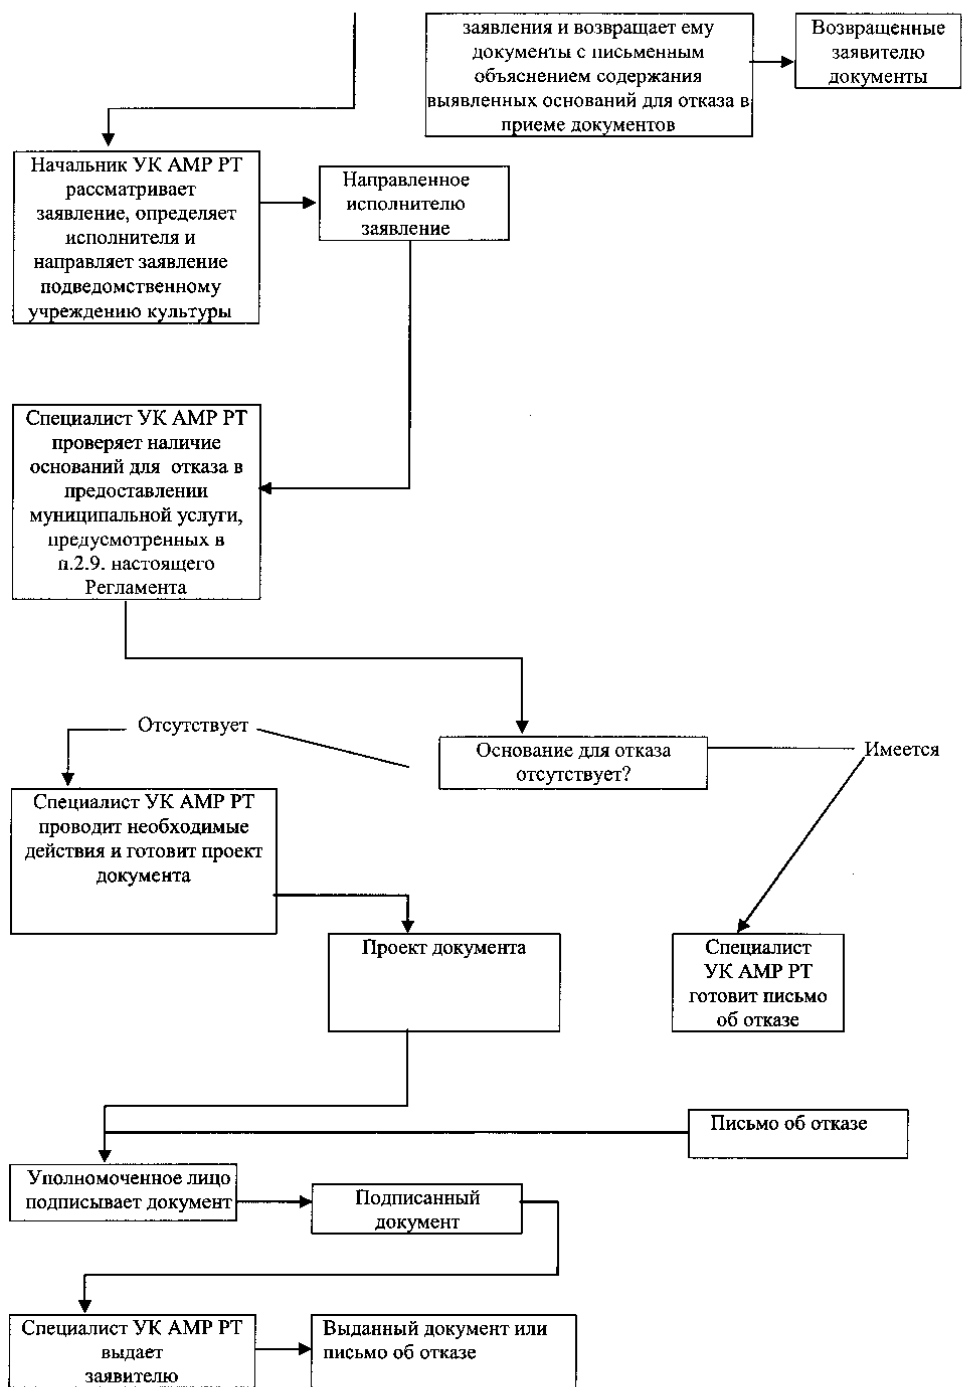 заявления и возвращает ему
документы с письменным
объяснением содержания
выявленных оснований для отказа в
приеме документов
Возвращенные
заявителю
документы
Начальник УК АМР РТ
рассматривает
заявление, определяет
исполнителя и
направляет заявление
подведомственному
учреждению культуры
Направленное
исполнителю
заявление
Специалист УК АМР РТ
проверяет наличие
оснований для отказа в
предоставлении
муниципальной услуги,
предусмотренных в
п.2.9. настоящего
Регламента
Отсутствует
Основание для отказа
отсутствует?
Имеется
Специалист УК АМР РТ
проводит необходимые
действия и готовит проект
документа
Проект документа
Специалист
УК АМР РТ
готовит письмо
об отказе
Письмо об отказе
Уполномоченное лицо
подписывает документ
Подписанный
документ
Специалист УК АМР РТ
выдает
заявителю
Выданный документ или
письмо об отказе